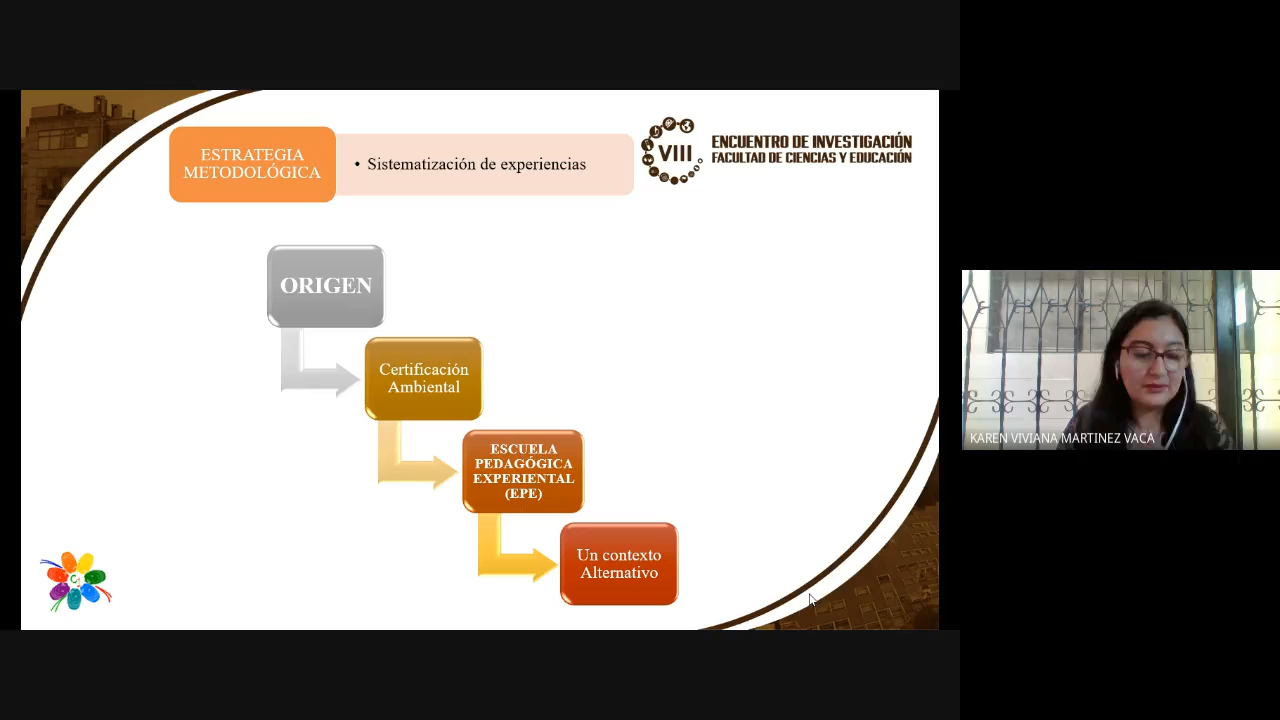 ESTRATEGIA
METODOLÓGICA
• Sistematización de experiencias
VIII
ENCUENTRO DE INVESTIGACIÓN
FACULTAD DE CIENCIAS Y EDUCACIÓN
ORIGEN
Certificación
Ambiental
ESCUELA
PEDAGÓGICA
EXPERIENTAL
(EPE)
Un contexto
Alternativo
KAREN VIVIANA MARTINEZ VACA